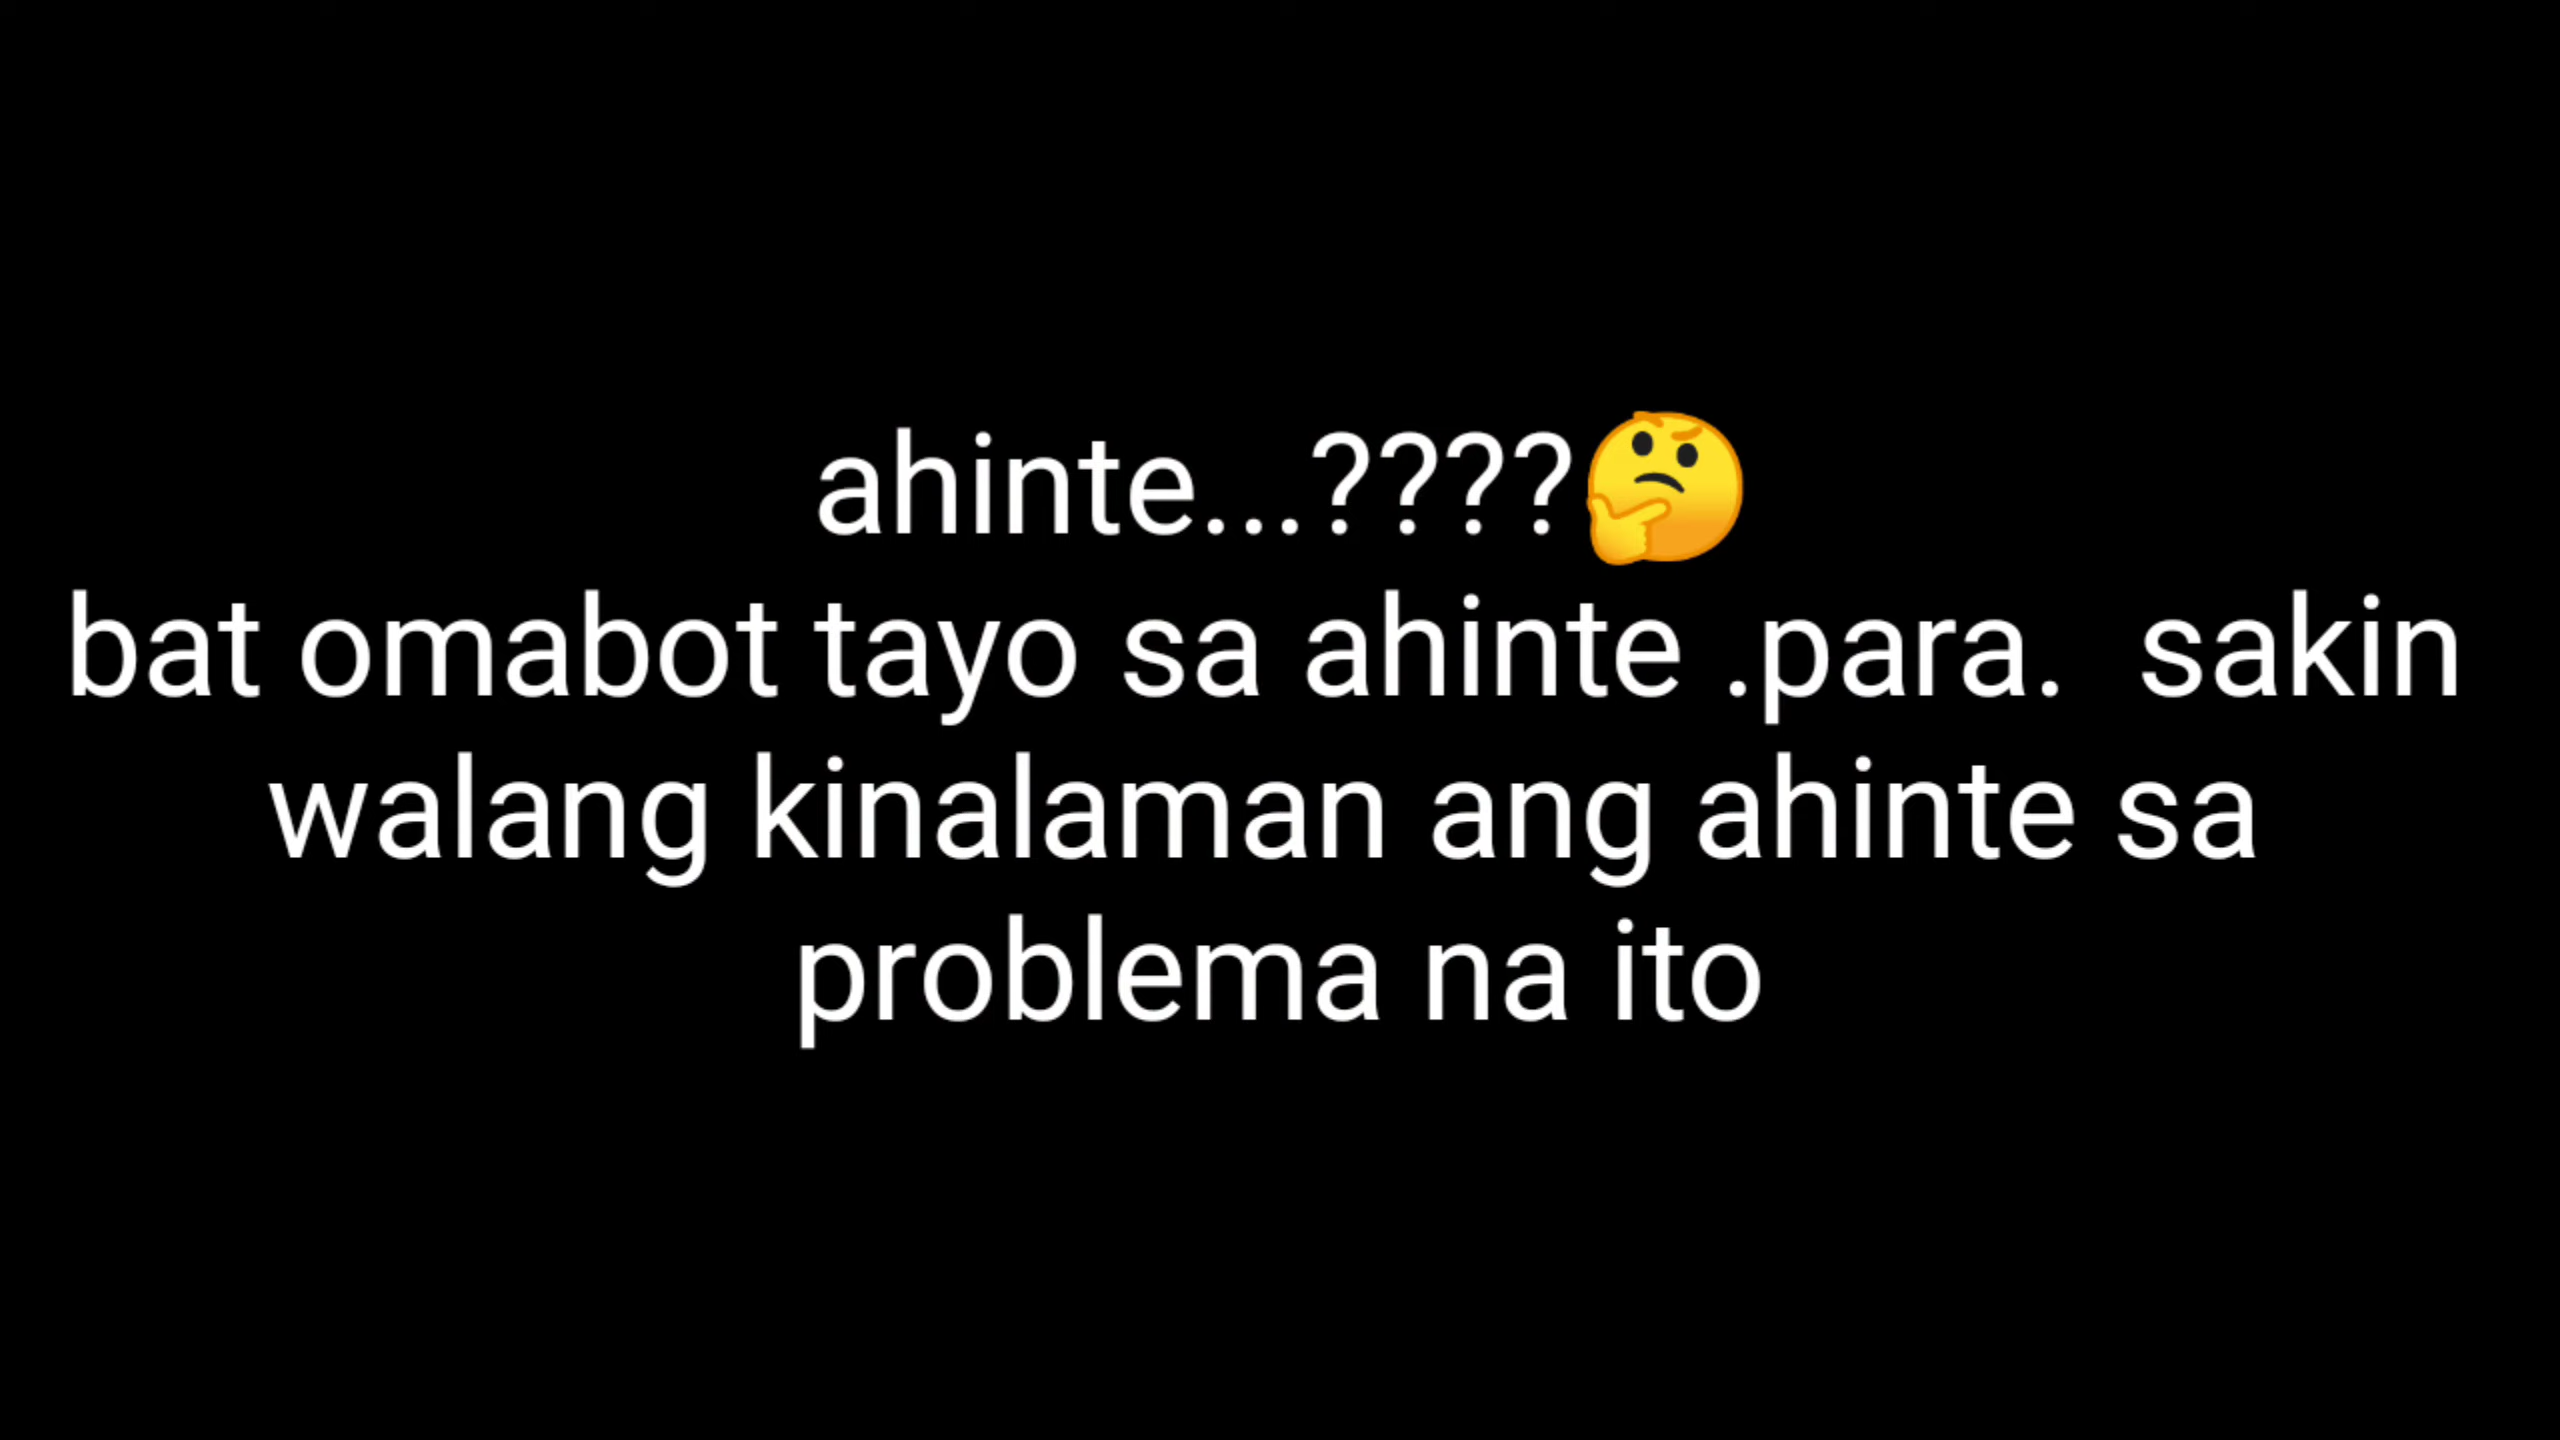 ahinte...????🤔
bat omabot tayo sa ahinte .para.  sakin
walang kinalaman ang ahinte sa
problema na ito